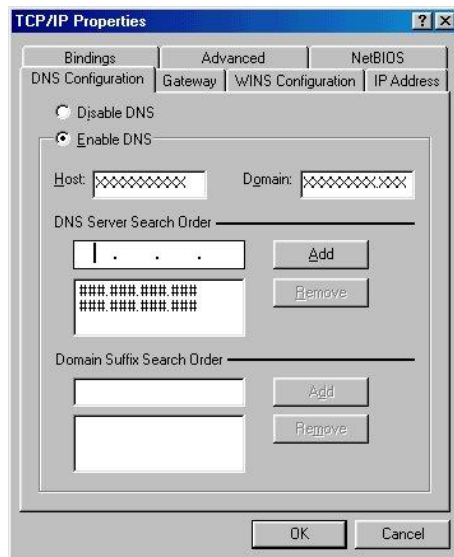 TCP/IP Properties
? ×
Bindings Advanced NetBIOS
DNS Configuration Gateway WINS Configuration IP Address
Disable DNS
Enable DNS
Host: XXXXXXXXXX Domain: XXXXXXXX.XXX
DNS Server Search Order
. . . Add
###.###.###.### Remove
###.###.###.###
Domain Suffix Search Order
Add
Remove
OK Cancel